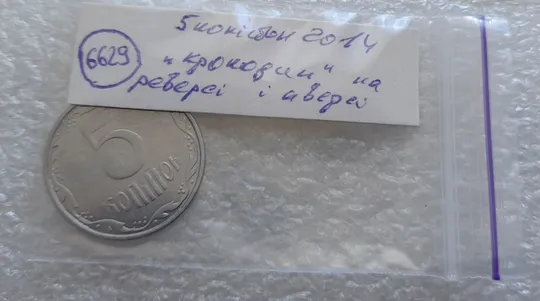 5 копійок 2014
6629 "крокодил" на
реверсі і аверсі
5
КОПІЙОК